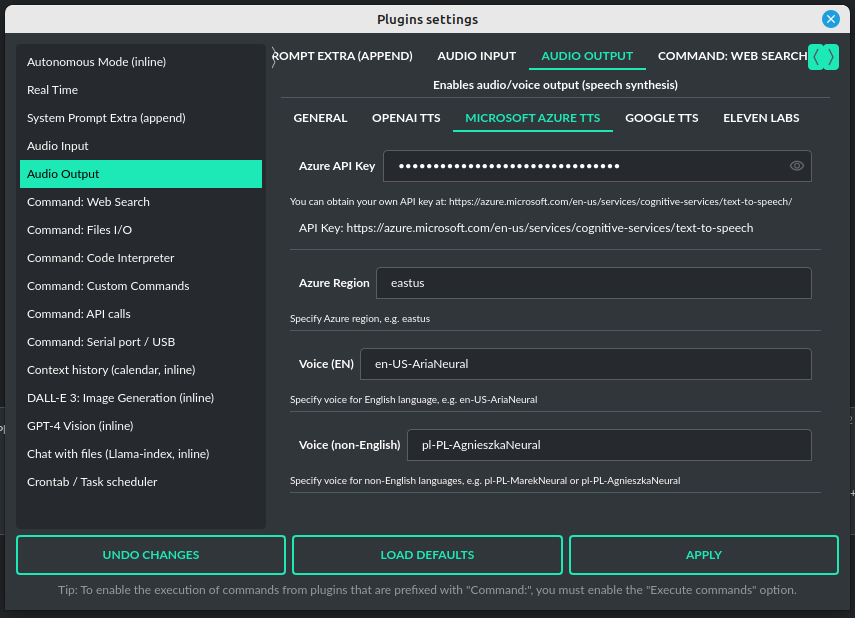 Plugins settings
Autonomous Mode (inline)
Real Time
System Prompt Extra (append)
Audio Input
Audio Output
Command: Web Search
Command: Files I/O
Command: Code Interpreter
Command: Custom Commands
Command: API calls
Command: Serial port / USB
Context history (calendar, inline)
DALL-E 3: Image Generation (inline)
GPT-4 Vision (inline)
Chat with files (Llama-index, inline)
Crontab / Task scheduler
ROMPT EXTRA (APPEND) AUDIO INPUT AUDIO OUTPUT COMMAND: WEB SEARCH
Enables audio/voice output (speech synthesis)
GENERAL OPENAI TTS MICROSOFT AZURE TTS GOOGLE TTS ELEVEN LABS
Azure API Key ••••••••••••••••••••••••••••••••
You can obtain your own API key at: https://azure.microsoft.com/en-us/services/cognitive-services/text-to-speech/
API Key: https://azure.microsoft.com/en-us/services/cognitive-services/text-to-speech
Azure Region eastus
Specify Azure region, e.g. eastus
Voice (EN) en-US-AriaNeural
Specify voice for English language, e.g. en-US-AriaNeural
Voice (non-English) pl-PL-AgnieszkaNeural
Specify voice for non-English languages, e.g. pl-PL-MarekNeural or pl-PL-AgnieszkaNeural
UNDO CHANGES LOAD DEFAULTS APPLY
Tip: To enable the execution of commands from plugins that are prefixed with "Command:", you must enable the "Execute commands" option.